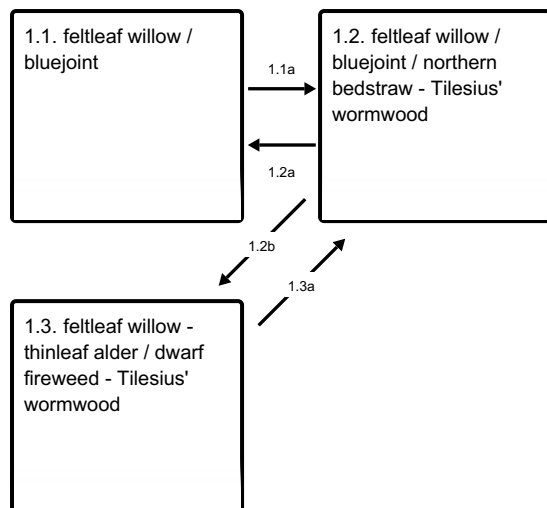 1.1. feltleaf willow /
bluejoint
1.1a
1.2. feltleaf willow /
bluejoint / northern
bedstraw - Tilesius'
wormwood
1.2a
1.2b
1.3a
1.3. feltleaf willow -
thinleaf alder / dwarf
fireweed - Tilesius'
wormwood